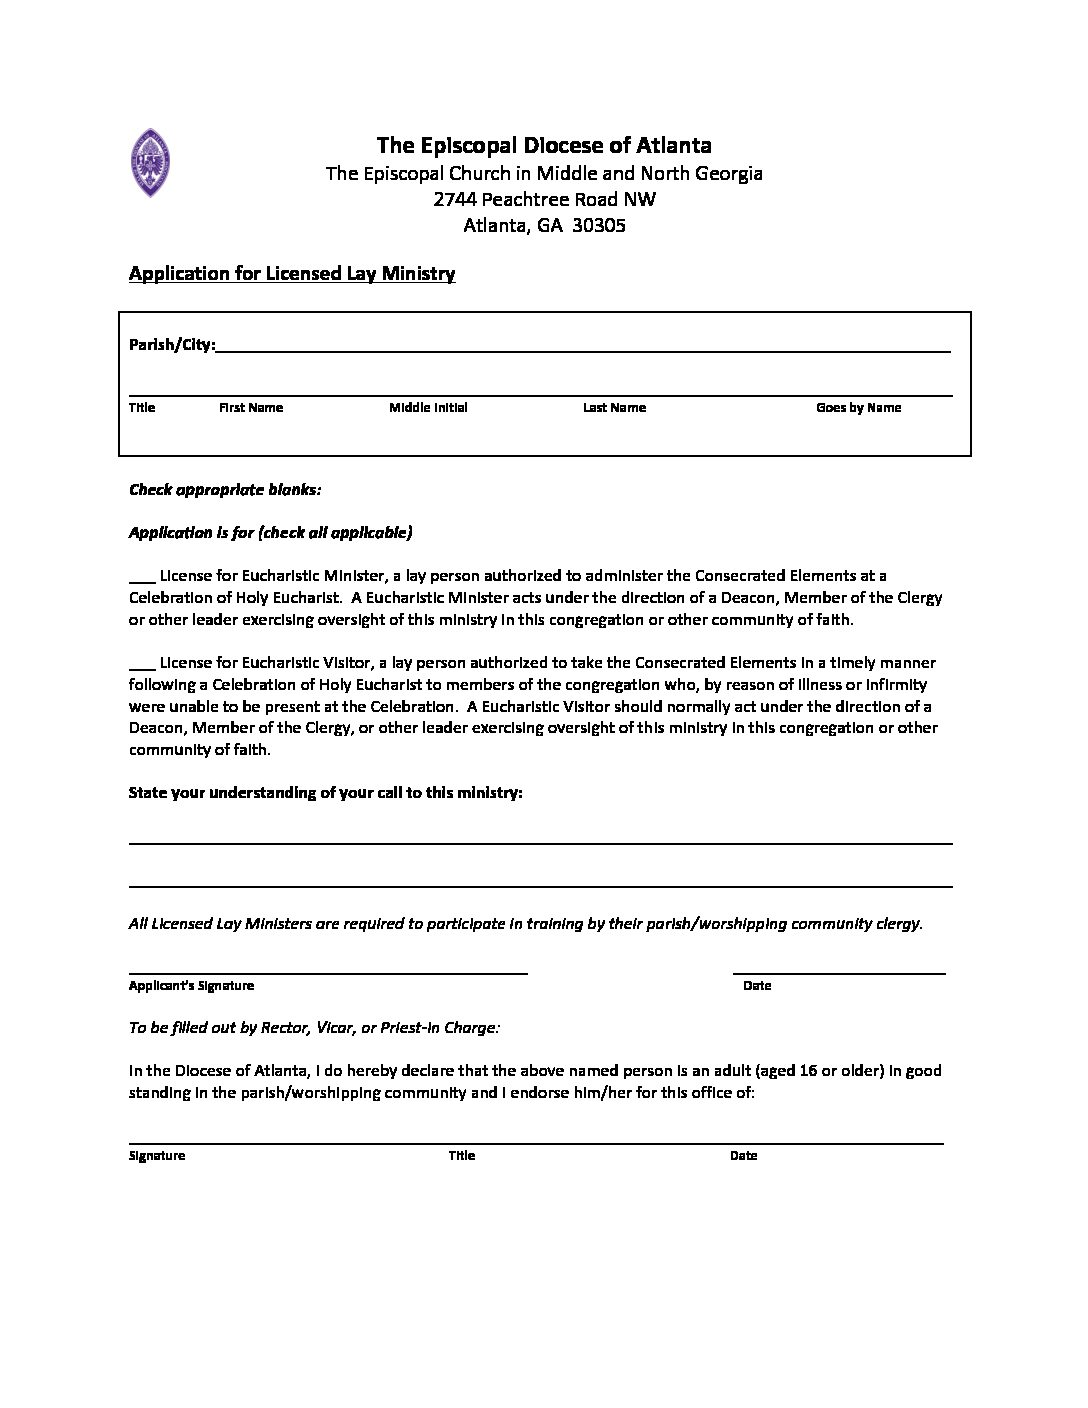 The Episcopal Diocese of Atlanta
The Episcopal Church in Middle and North Georgia
2744 Peachtree Road NW
Atlanta, GA  30305
Application for Licensed Lay Ministry
Parish/City:
Title First Name Middle Initial Last Name Goes by Name
Check appropriate blanks:
Application is for (check all applicable)
___ License for Eucharistic Minister, a lay person authorized to administer the Consecrated Elements at a
Celebration of Holy Eucharist.  A Eucharistic Minister acts under the direction of a Deacon, Member of the Clergy
or other leader exercising oversight of this ministry in this congregation or other community of faith.
___ License for Eucharistic Visitor, a lay person authorized to take the Consecrated Elements in a timely manner
following a Celebration of Holy Eucharist to members of the congregation who, by reason of illness or infirmity
were unable to be present at the Celebration.  A Eucharistic Visitor should normally act under the direction of a
Deacon, Member of the Clergy, or other leader exercising oversight of this ministry in this congregation or other
community of faith.
State your understanding of your call to this ministry:
All Licensed Lay Ministers are required to participate in training by their parish/worshipping community clergy.
Applicant's Signature Date
To be filled out by Rector, Vicar, or Priest-in Charge:
In the Diocese of Atlanta, I do hereby declare that the above named person is an adult (aged 16 or older) in good
standing in the parish/worshipping community and I endorse him/her for this office of:
Signature Title Date